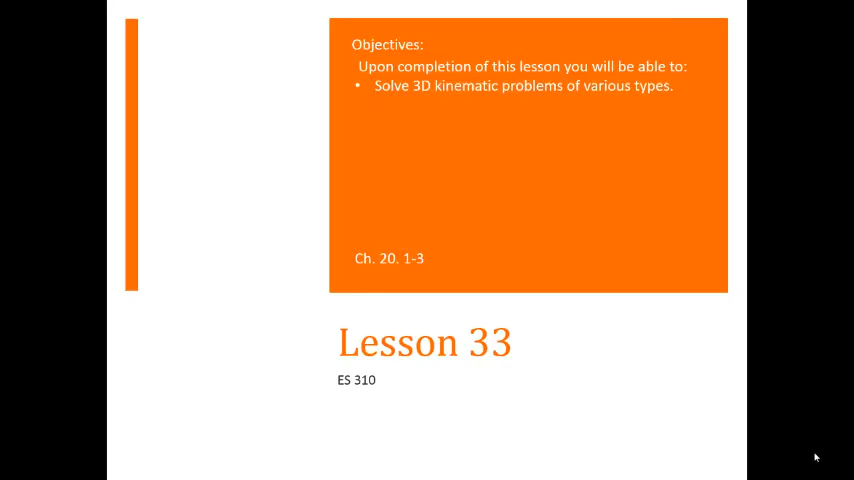 Objectives:
Upon completion of this lesson you will be able to:
• Solve 3D kinematic problems of various types.
Ch. 20. 1-3
Lesson 33
ES 310